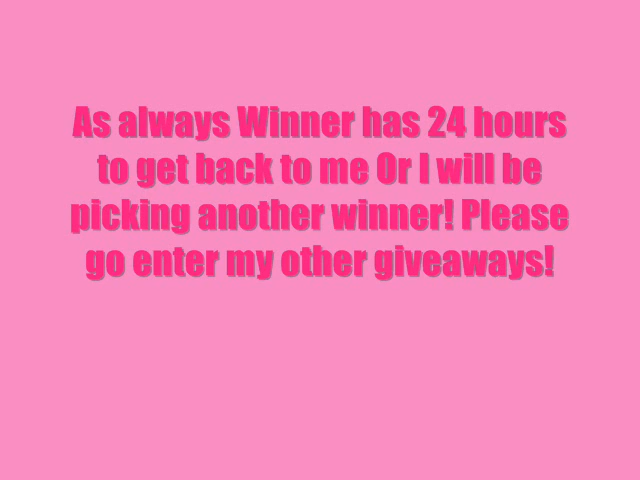 As always Winner has 24 hours
to get back to me Or I will be
picking another winner! Please
go enter my other giveaways!